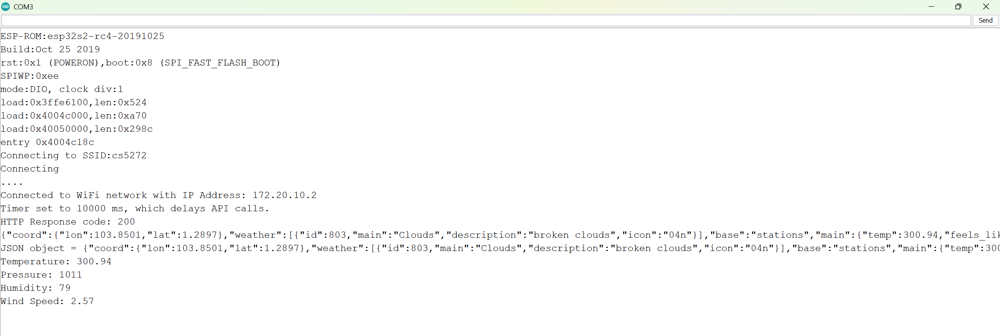 COM3
Send
ESP-ROM:esp32s2-rc4-20191025
Build:Oct 25 2019
rst:0x1 (POWERON),boot:0x8 (SPI_FAST_FLASH_BOOT)
SPIWP:0xee
mode:DIO, clock div:1
load:0x3ffe6100,len:0x524
load:0x4004c000,len:0xa70
load:0x40050000,len:0x298c
entry 0x4004c18c
Connecting to SSID:cs5272
Connecting
....
Connected to WiFi network with IP Address: 172.20.10.2
Timer set to 10000 ms, which delays API calls.
HTTP Response code: 200
{"coord":{"lon":103.8501,"lat":1.2897},"weather":[{"id":803,"main":"Clouds","description":"broken clouds","icon":"04n"}],"base":"stations","main":{"temp":300.94,"feels_lik
JSON object = {"coord":{"lon":103.8501,"lat":1.2897},"weather":[{"id":803,"main":"Clouds","description":"broken clouds","icon":"04n"}],"base":"stations","main":{"temp":300
Temperature: 300.94
Pressure: 1011
Humidity: 79
Wind Speed: 2.57